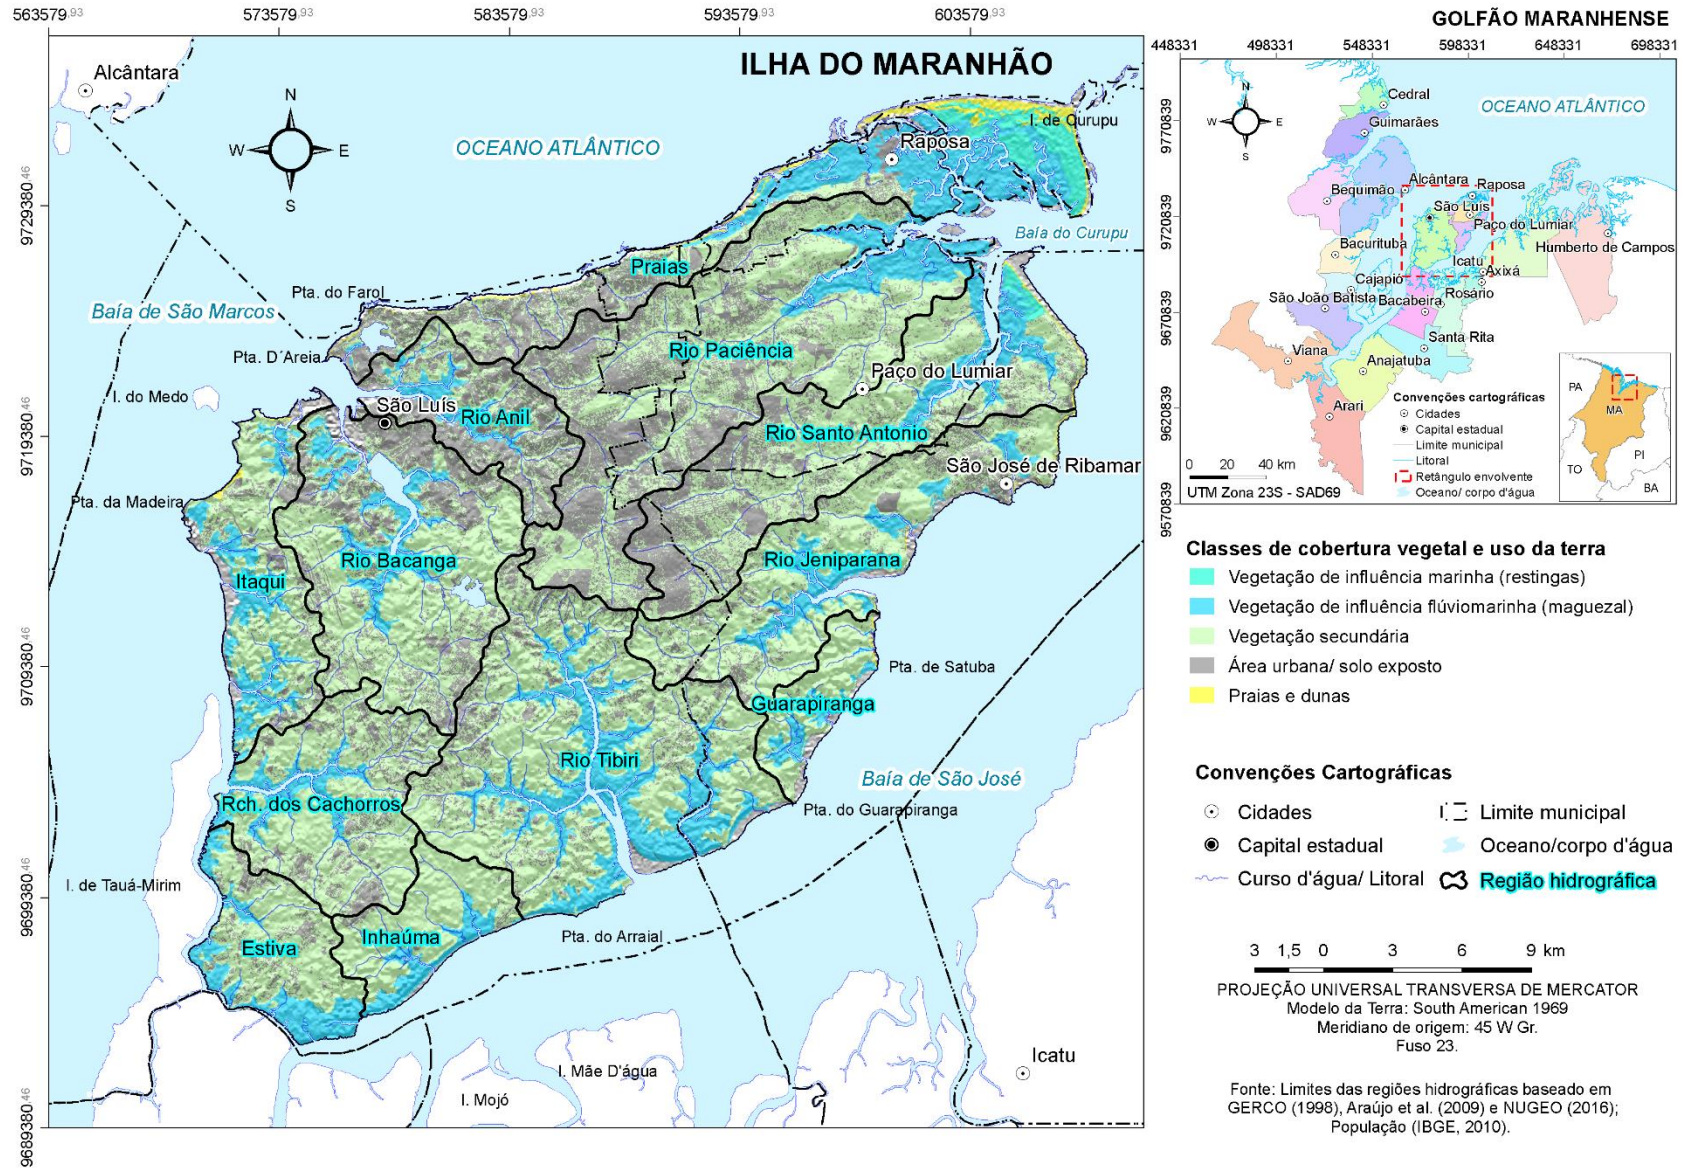 563579,93
573579,93
583579,93
593579,93
603579,93
ILHA DO MARANHÃO
Alcântara
N
W
E
S
OCEANO ATLÂNTICO
I. de Curupu
Raposa
9729380,46
Baía do Curupu
Praias
Pta. do Farol
Baía de São Marcos
Pta. D´Areia
Rio Paciência
Paço do Lumiar
I. do Medo
São Luís
Rio Anil
9719380,46
Rio Santo Antonio
São José de Ribamar
Pta. da Madeira
Rio Bacanga
Rio Jeniparana
Itaqui
9709380,46
Pta. de Satuba
Guarapiranga
Rio Tibiri
Baía de São José
Rch. dos Cachorros
Pta. do Guarapiranga
I. de Tauá-Mirim
9699380,46
Pta. do Arraial
Inhaúma
Estiva
Icatu
I. Mãe D'água
I. Mojó
9689380,46
GOLFÃO MARANHENSE
448331
498331
548331
598331
648331
698331
N
W
E
S
Cedral
OCEANO ATLÂNTICO
9770839
Guimarães
Alcântara
Bequimão
Raposa
São Luis
9720839
Paço do Lumiar
Bacurituba
Humberto de Campos
Icatu
Axixá
Cajapió
Rosário
São João Batista
Bacabeira
9670839
Santa Rita
Viana
Anajatuba
Arari
9620839
9570839
PA
MA
PI
TO
BA
Convenções cartográficas
Cidades
Capital estadual
Limite municipal
Litoral
Retângulo envolvente
Oceano/ corpo d'água
0 20 40 km
UTM Zona 23S - SAD69
Classes de cobertura vegetal e uso da terra
Vegetação de influência marinha (restingas)
Vegetação de influência flúviomarinha (maguezal)
Vegetação secundária
Área urbana/ solo exposto
Praias e dunas
Convenções Cartográficas
Cidades
Limite municipal
Capital estadual
Oceano/corpo d'água
Curso d'água/ Litoral
Região hidrográfica
3 1,5 0 3 6 9 km
PROJEÇÃO UNIVERSAL TRANSVERSA DE MERCATOR
Modelo da Terra: South American 1969
Meridiano de origem: 45 W Gr.
Fuso 23.
Fonte: Limites das regiões hidrográficas baseado em
GERCO (1998), Araújo et al. (2009) e NUGEO (2016);
População (IBGE, 2010).